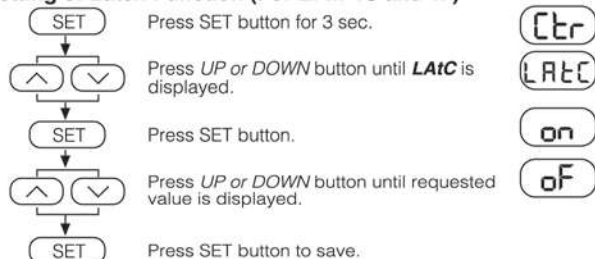 SET Press SET button for 3 sec. Ctr
Press UP or DOWN button until LAtC is LAtC
displayed.
SET Press SET button. on
Press UP or DOWN button until requested oF
value is displayed.
SET Press SET button to save.